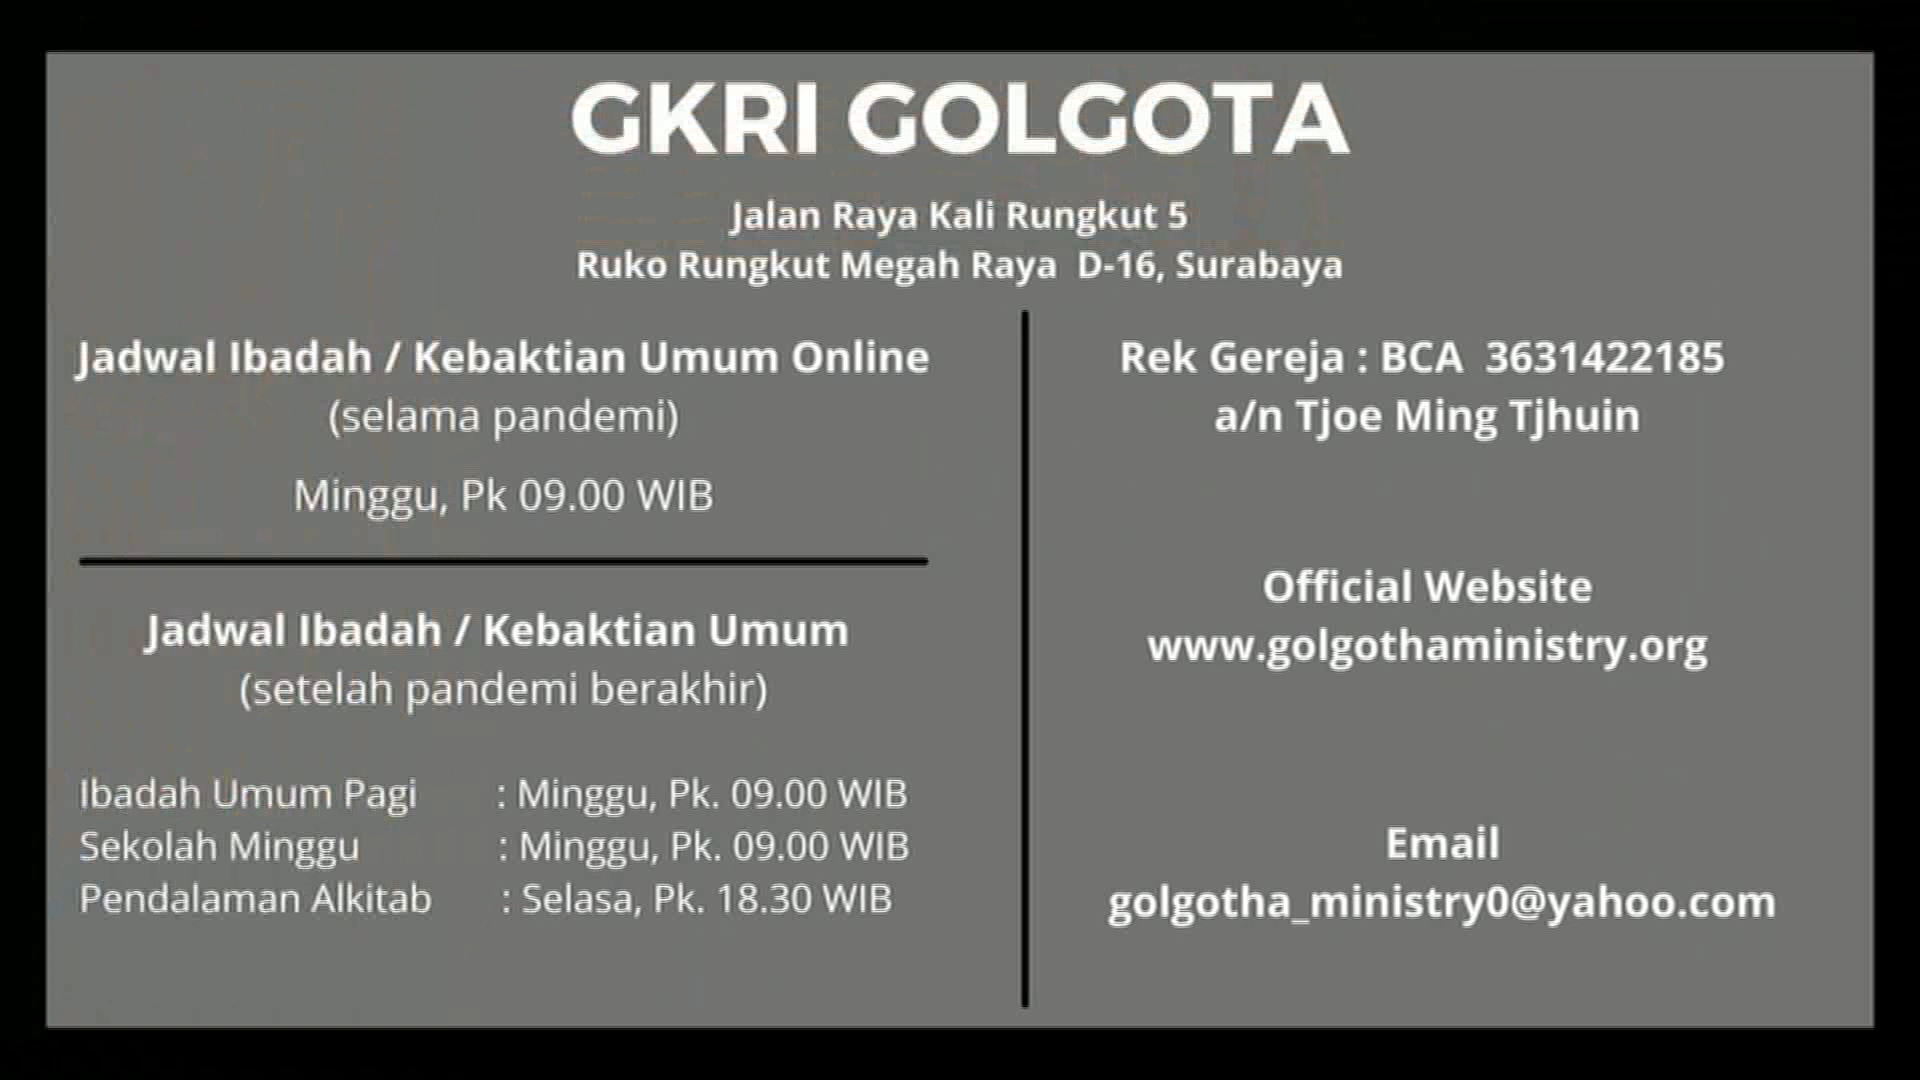 GKRI GOLGOTA
Jalan Raya Kali Rungkut 5
Ruko Rungkut Megah Raya D-16, Surabaya
Jadwal Ibadah / Kebaktian Umum Online
(selama pandemi)
Minggu, Pk 09.00 WIB
Jadwal Ibadah / Kebaktian Umum
(setelah pandemi berakhir)
Ibadah Umum Pagi : Minggu, Pk. 09.00 WIB
Sekolah Minggu : Minggu, Pk. 09.00 WIB
Pendalaman Alkitab : Selasa, Pk. 18.30 WIB
Rek Gereja : BCA 3631422185
a/n Tjoe Ming Tjhuin
Official Website
www.golgothaministry.org
Email
golgotha_ministry0@yahoo.com